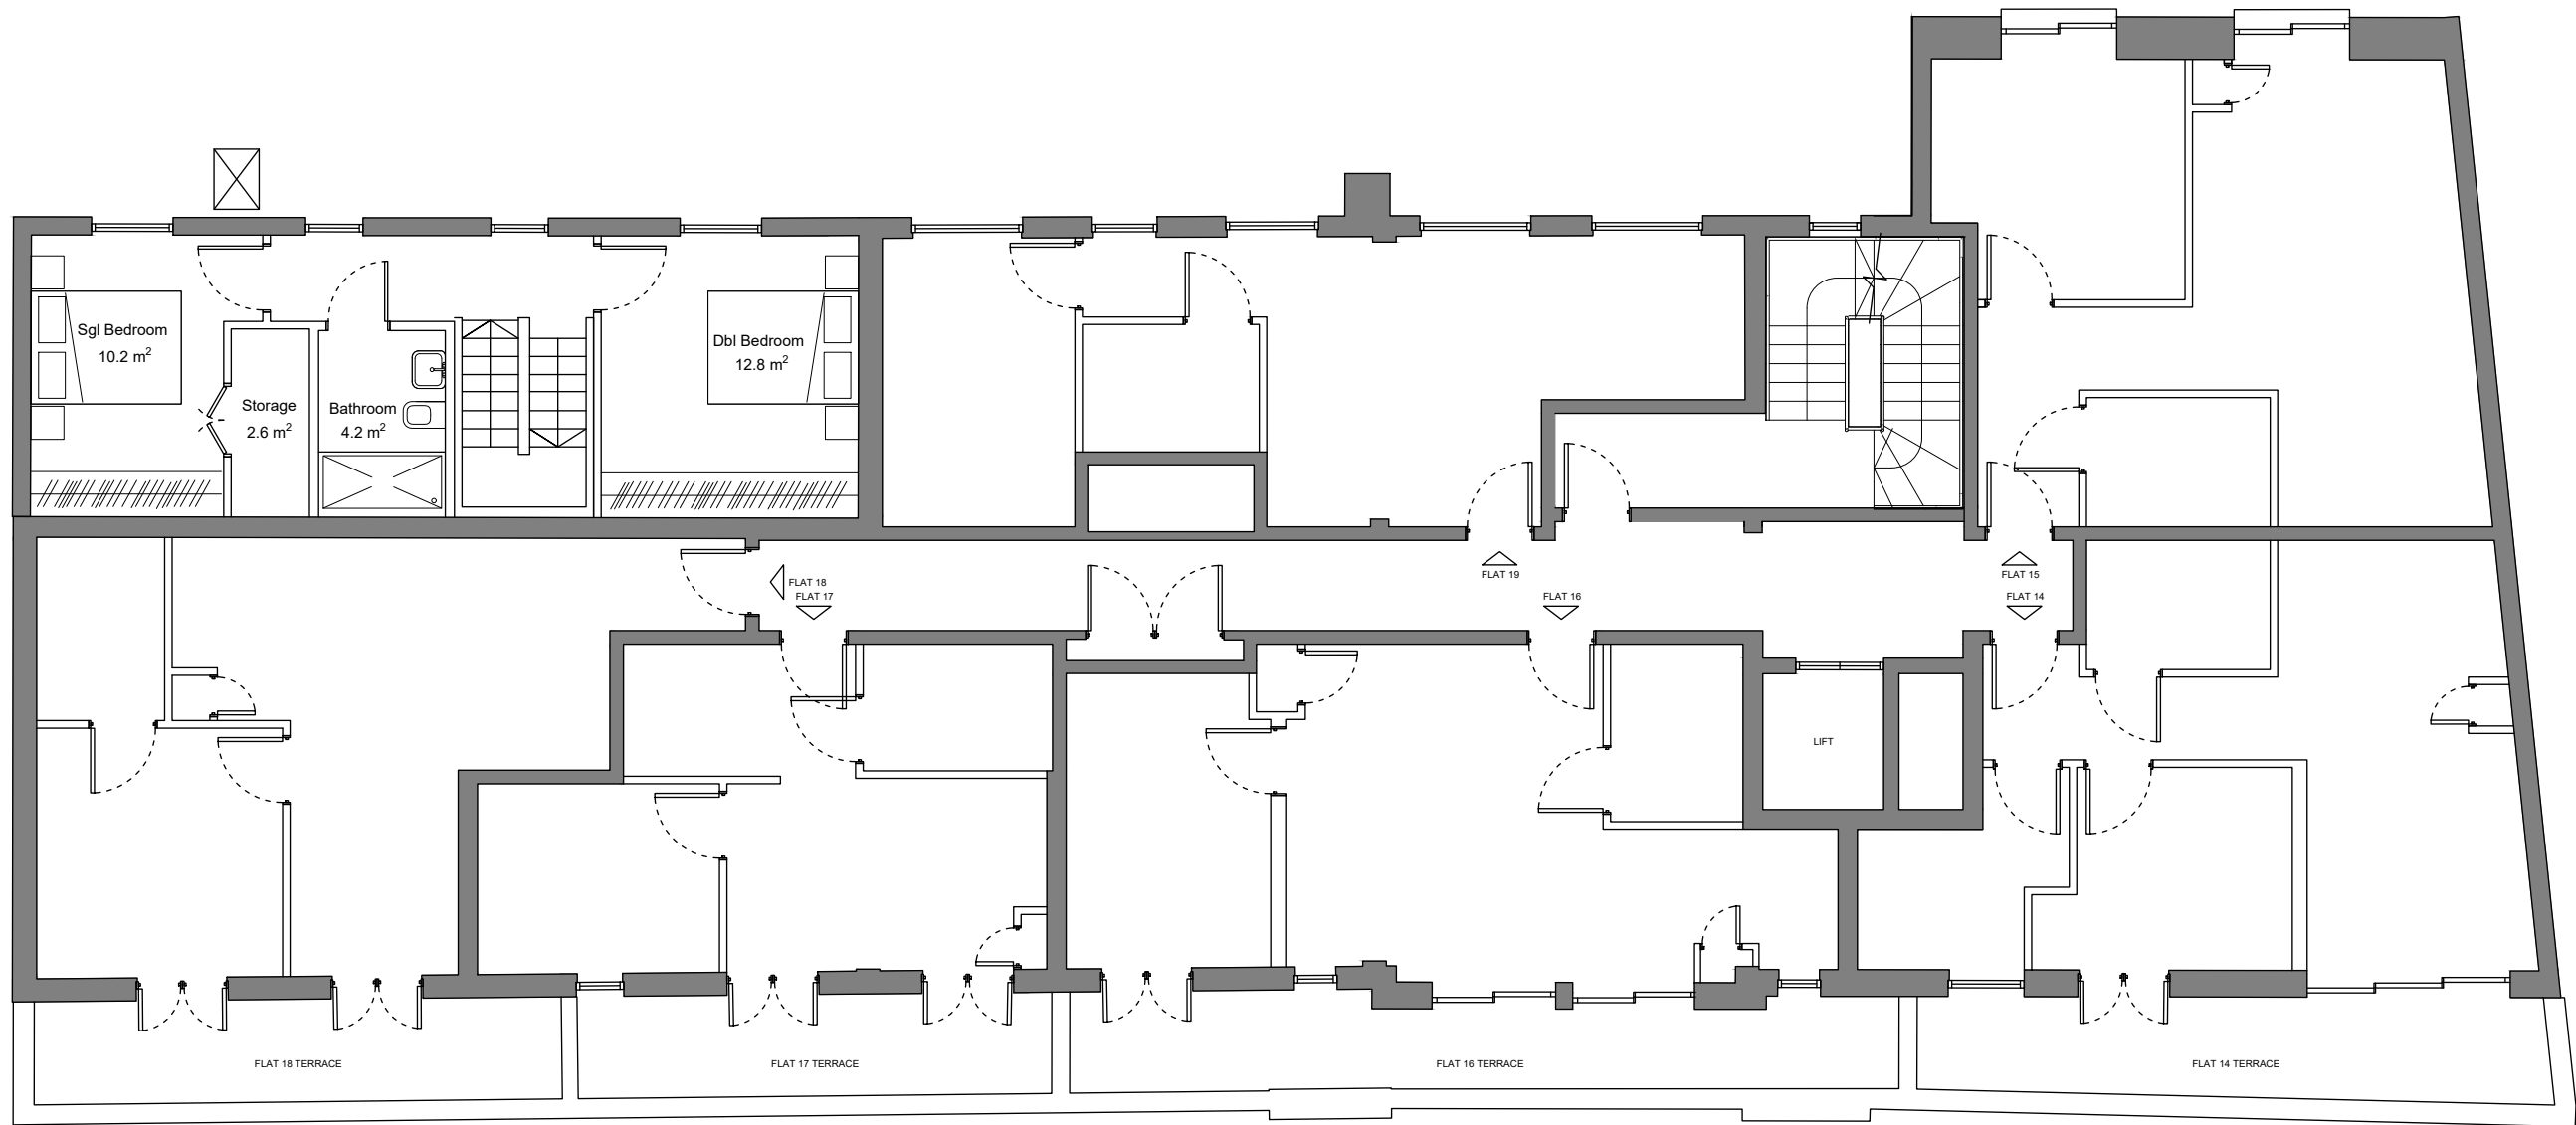 Sgl Bedroom
10.2 m²
Storage
2.6 m²
Bathroom
4.2 m²
Dbl Bedroom
12.8 m²
FLAT 18
FLAT 17
FLAT 19
FLAT 16
FLAT 15
FLAT 14
LIFT
FLAT 18 TERRACE
FLAT 17 TERRACE
FLAT 16 TERRACE
FLAT 14 TERRACE